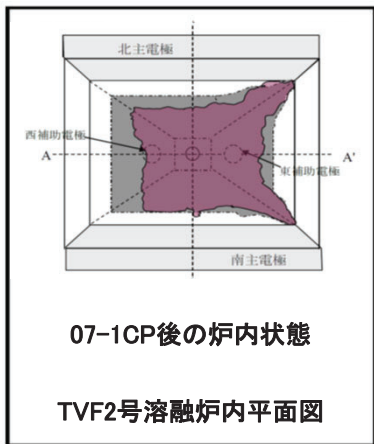 北主電極
西補助電極
A
A'
東補助電極
南主電極
07-1CP後の炉内状態
TVF2号溶融炉内平面図